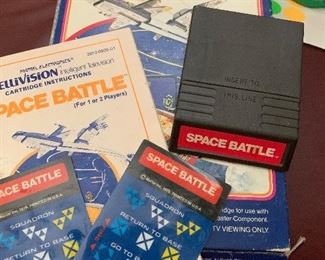 MATTEL ELECTRONICS
INTELLIVISION Intelligent Television
CARTRIDGE INSTRUCTIONS
SPACE BATTLE
(For 1 or 2 Players)
INSERT TO
THIS LINE
SPACE BATTLE
SPACE BATTLE
SQUADRON
RETURN TO BASE
SPACE BATTLE
SQUADRON
RETURN TO BASE
GO TO B
ridge for use with
aster Component
TV VIEWING ONLY